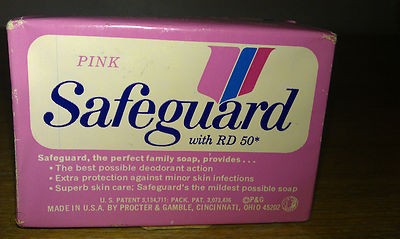 PINK
Safeguard
with RD 50*
Safeguard, the perfect family soap, provides . . .
• The best possible deodorant action
• Extra protection against minor skin infections
• Superb skin care; Safeguard's the mildest soap possible
U. S. PATENT 3,134,711; PACK. PAT. 3,073,436 ©P&G
MADE IN U.S.A. BY PROCTER & GAMBLE, CINCINNATI, OHIO 45202